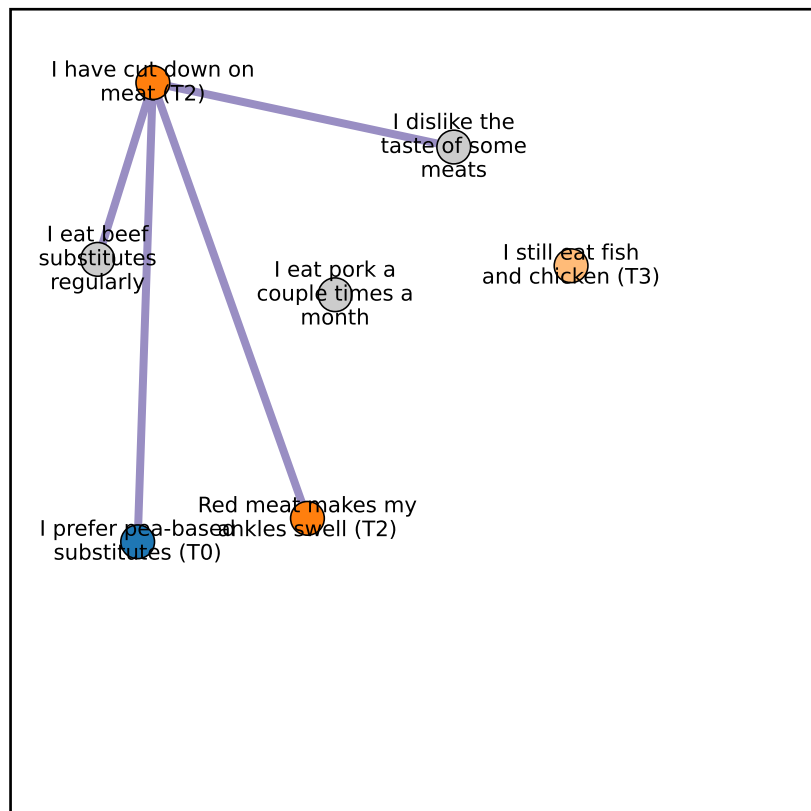 I have cut down on
meat (T2)
I dislike the
taste of some
meats
I eat beef
substitutes
regularly
I still eat fish
and chicken (T3)
I eat pork a
couple times a
month
Red meat makes my
ankles swell (T2)
I prefer pea-based
substitutes (T0)